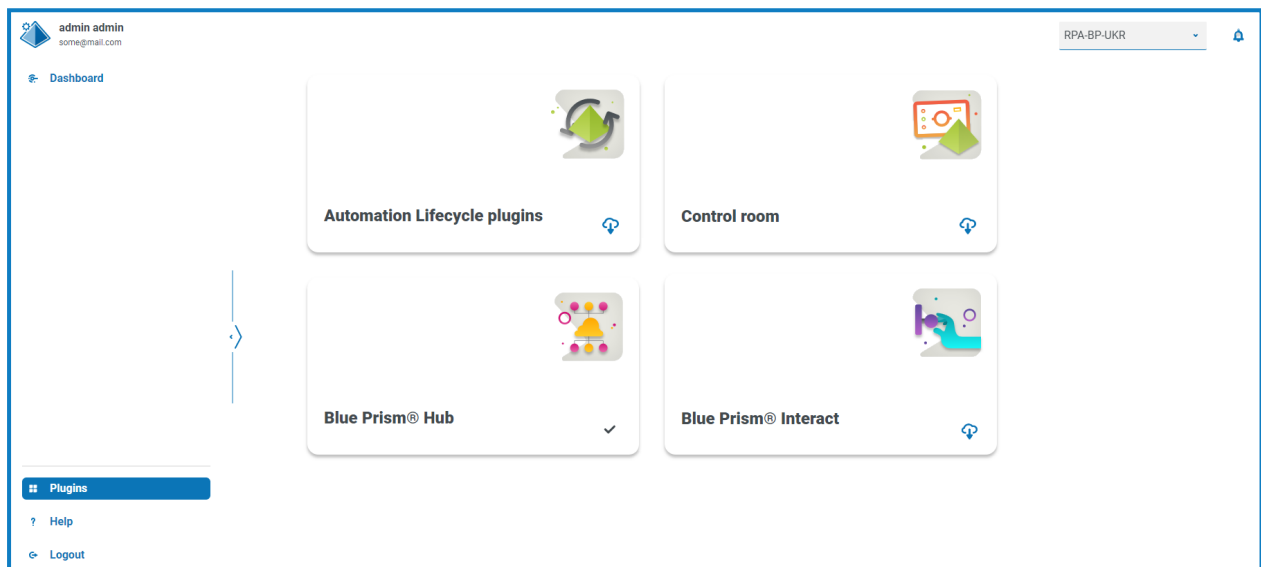 admin admin
some@mail.com
RPA-BP-UKR
Dashboard
Automation Lifecycle plugins
Control room
Blue Prism® Hub
Blue Prism® Interact
Plugins
? Help
Logout